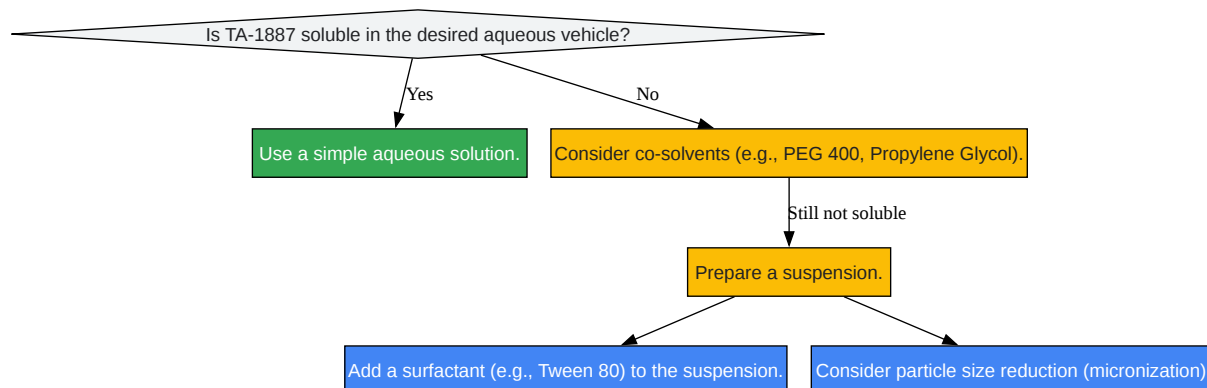 Is TA-1887 soluble in the desired aqueous vehicle?
Yes
No
Use a simple aqueous solution.
Consider co-solvents (e.g., PEG 400, Propylene Glycol).
Still not soluble
Prepare a suspension.
Add a surfactant (e.g., Tween 80) to the suspension.
Consider particle size reduction (micronization)